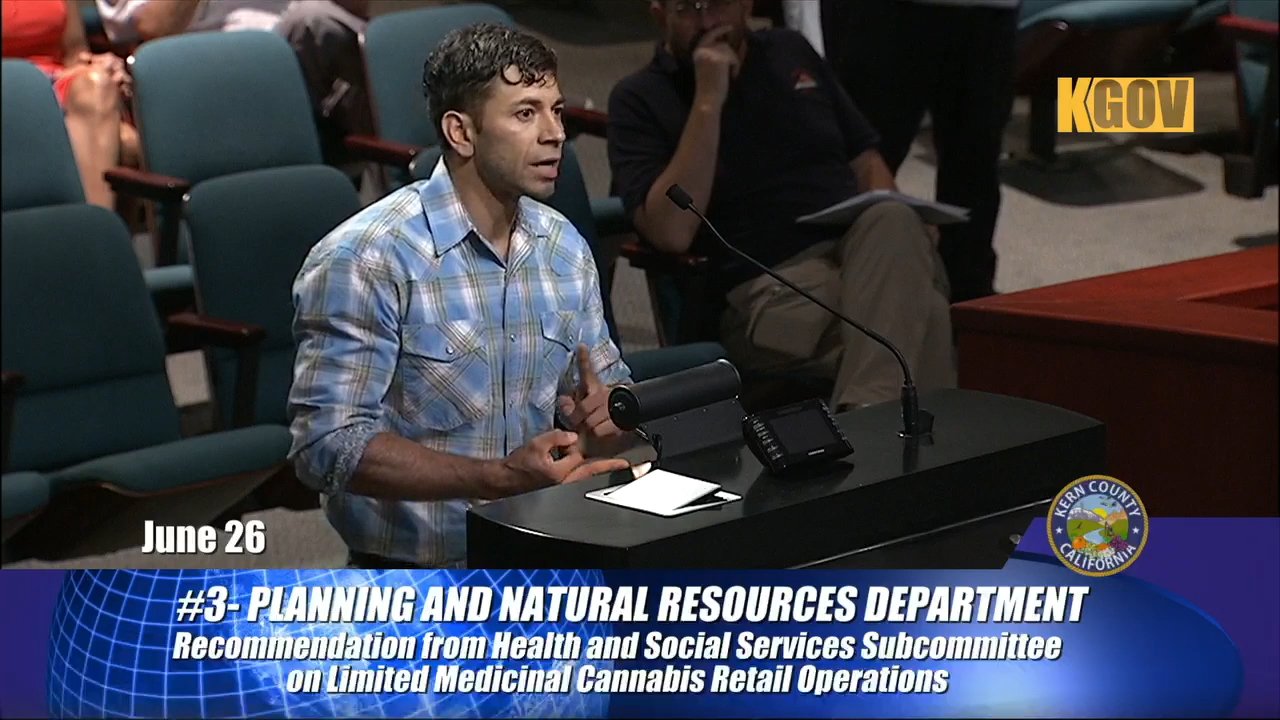 KGOV
KERN COUNTY
CALIFORNIA
June 26
#3- PLANNING AND NATURAL RESOURCES DEPARTMENT
Recommendation from Health and Social Services Subcommittee
on Limited Medicinal Cannabis Retail Operations